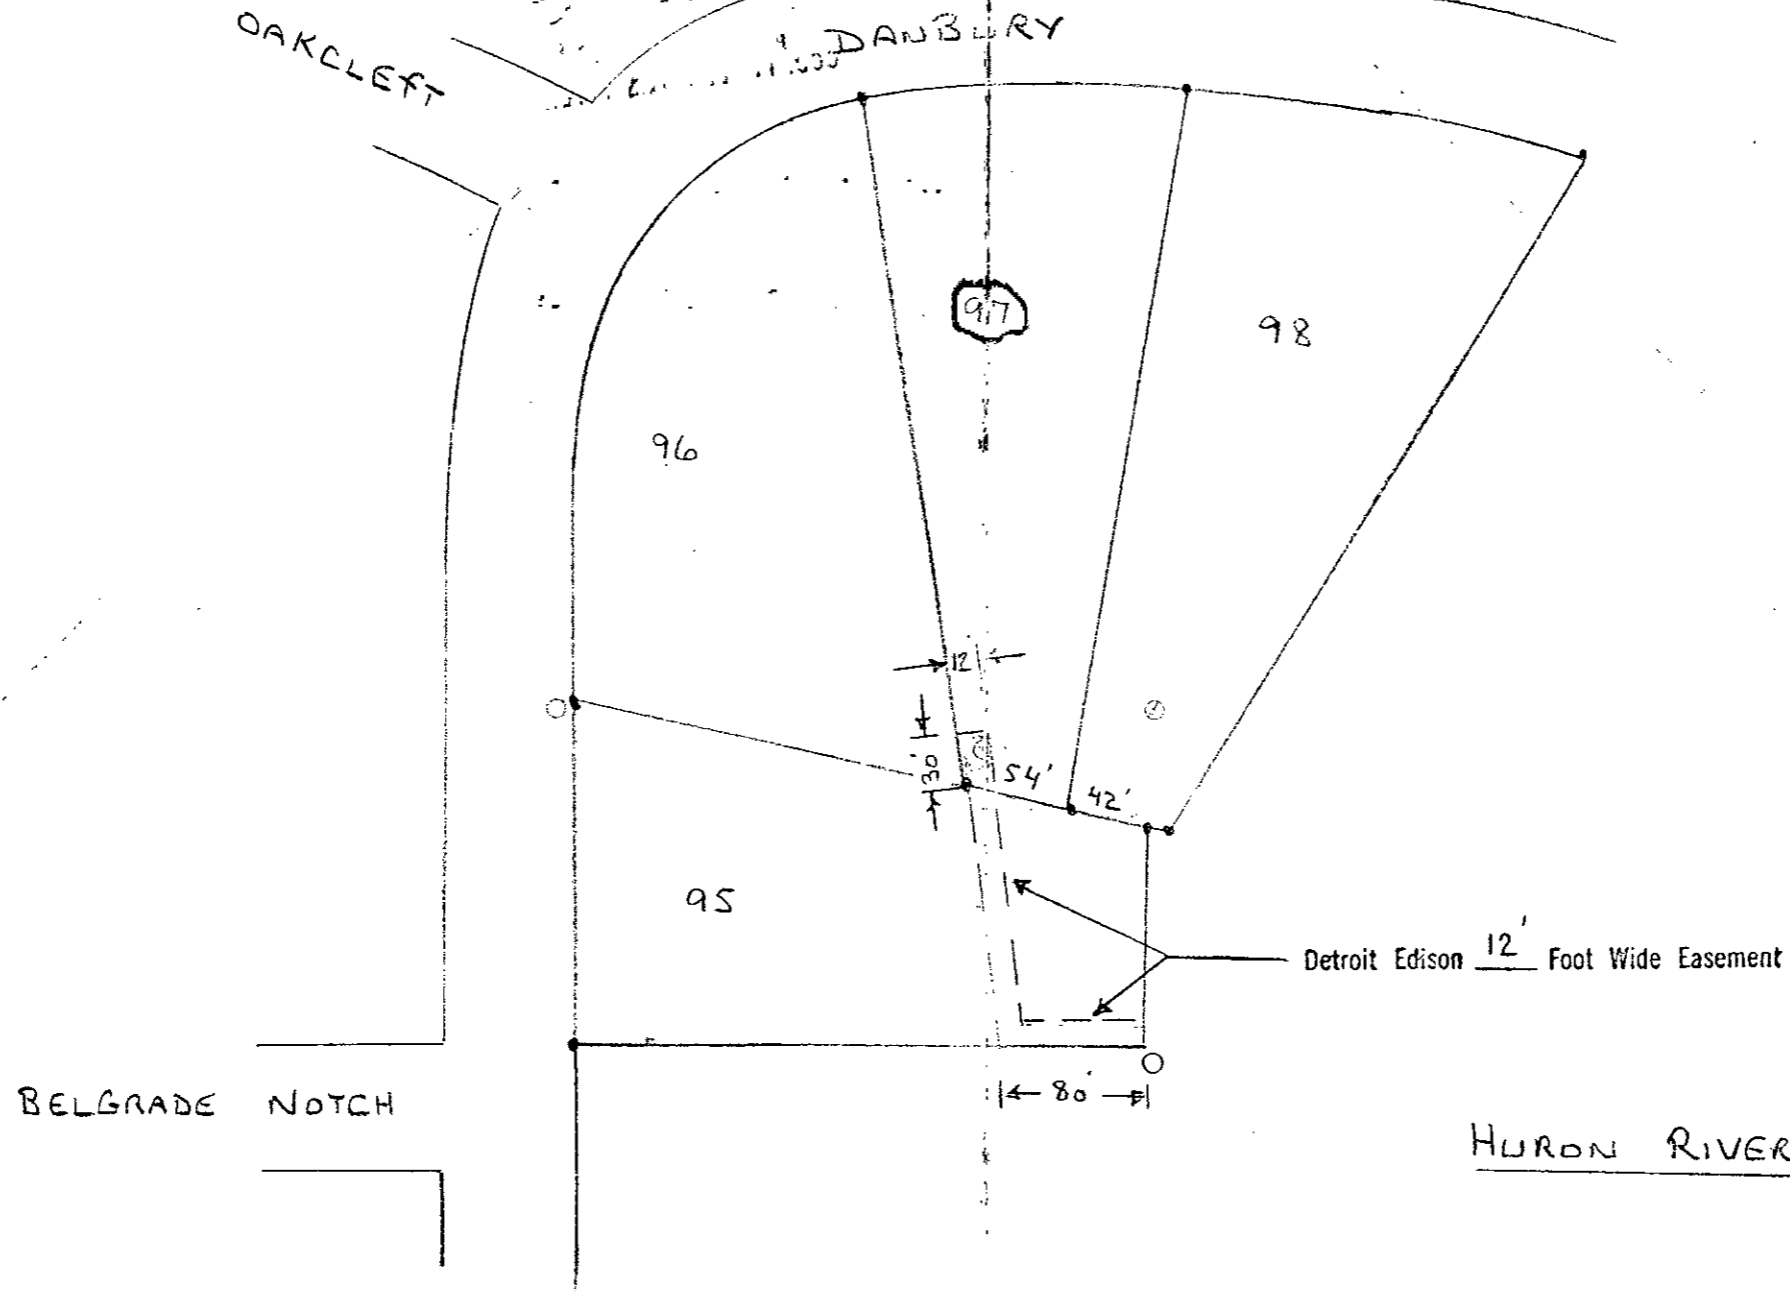 OAKCLEFT
DANBURY
97
98
96
12
30'
54'
42'
95
Detroit Edison 12' Foot Wide Easement
80'
BELGRADE NOTCH
HURON RIVER